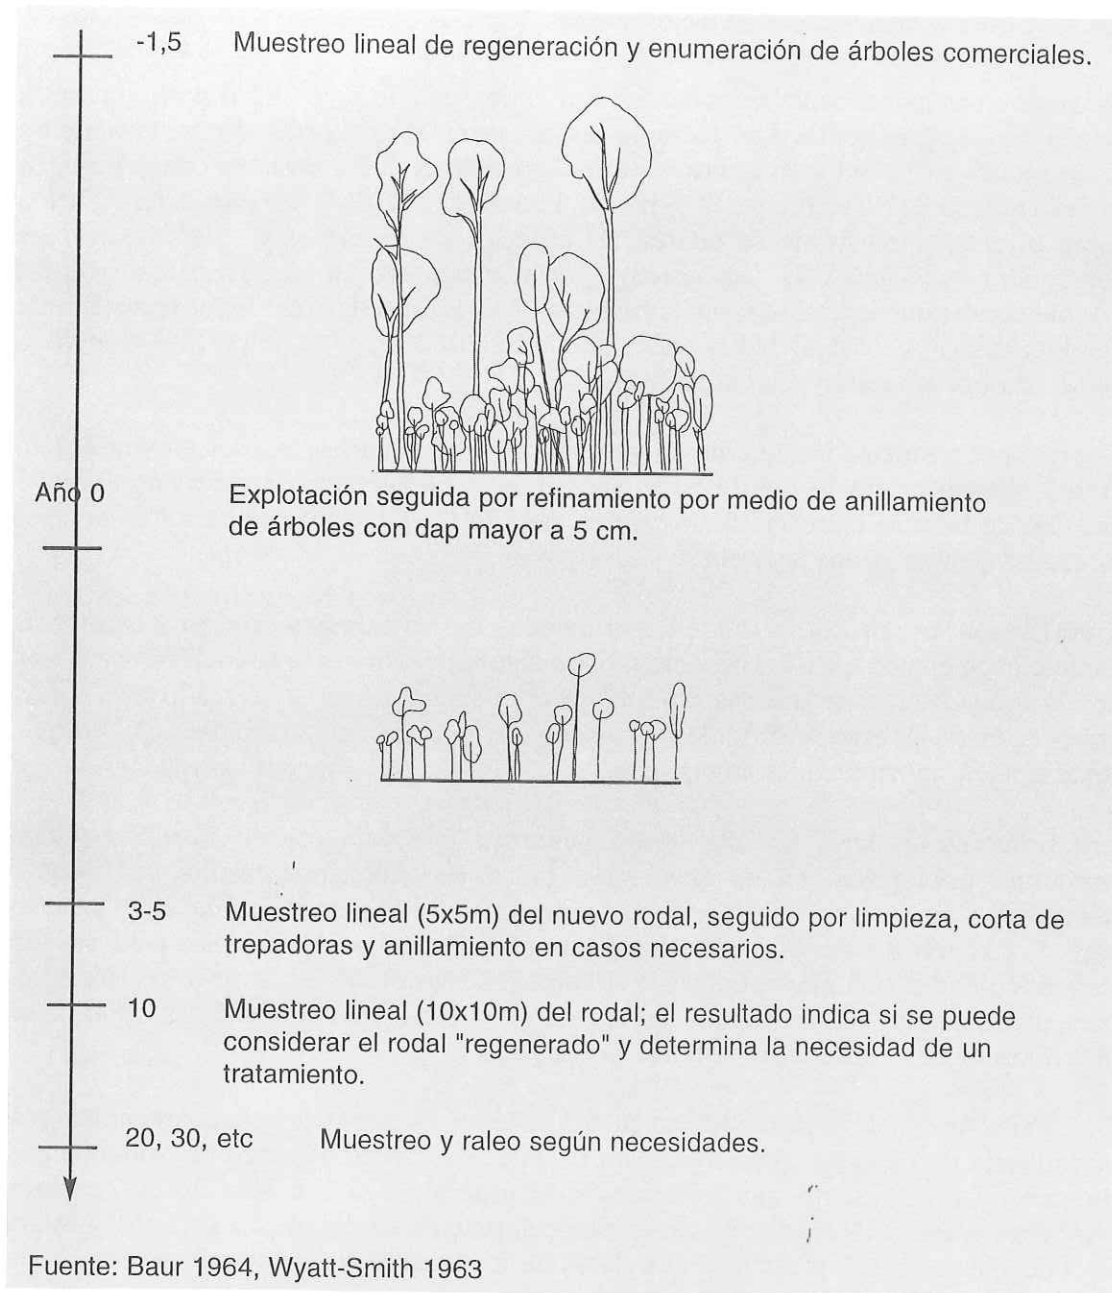 -1,5 Muestreo lineal de regeneración y enumeración de árboles comerciales.
Año 0 Explotación seguida por refinamiento por medio de anillamiento
de árboles con dap mayor a 5 cm.
3-5 Muestreo lineal (5x5m) del nuevo rodal, seguido por limpieza, corta de
trepadoras y anillamiento en casos necesarios.
10 Muestreo lineal (10x10m) del rodal; el resultado indica si se puede
considerar el rodal "regenerado" y determina la necesidad de un
tratamiento.
20, 30, etc Muestreo y raleo según necesidades.
Fuente: Baur 1964, Wyatt-Smith 1963